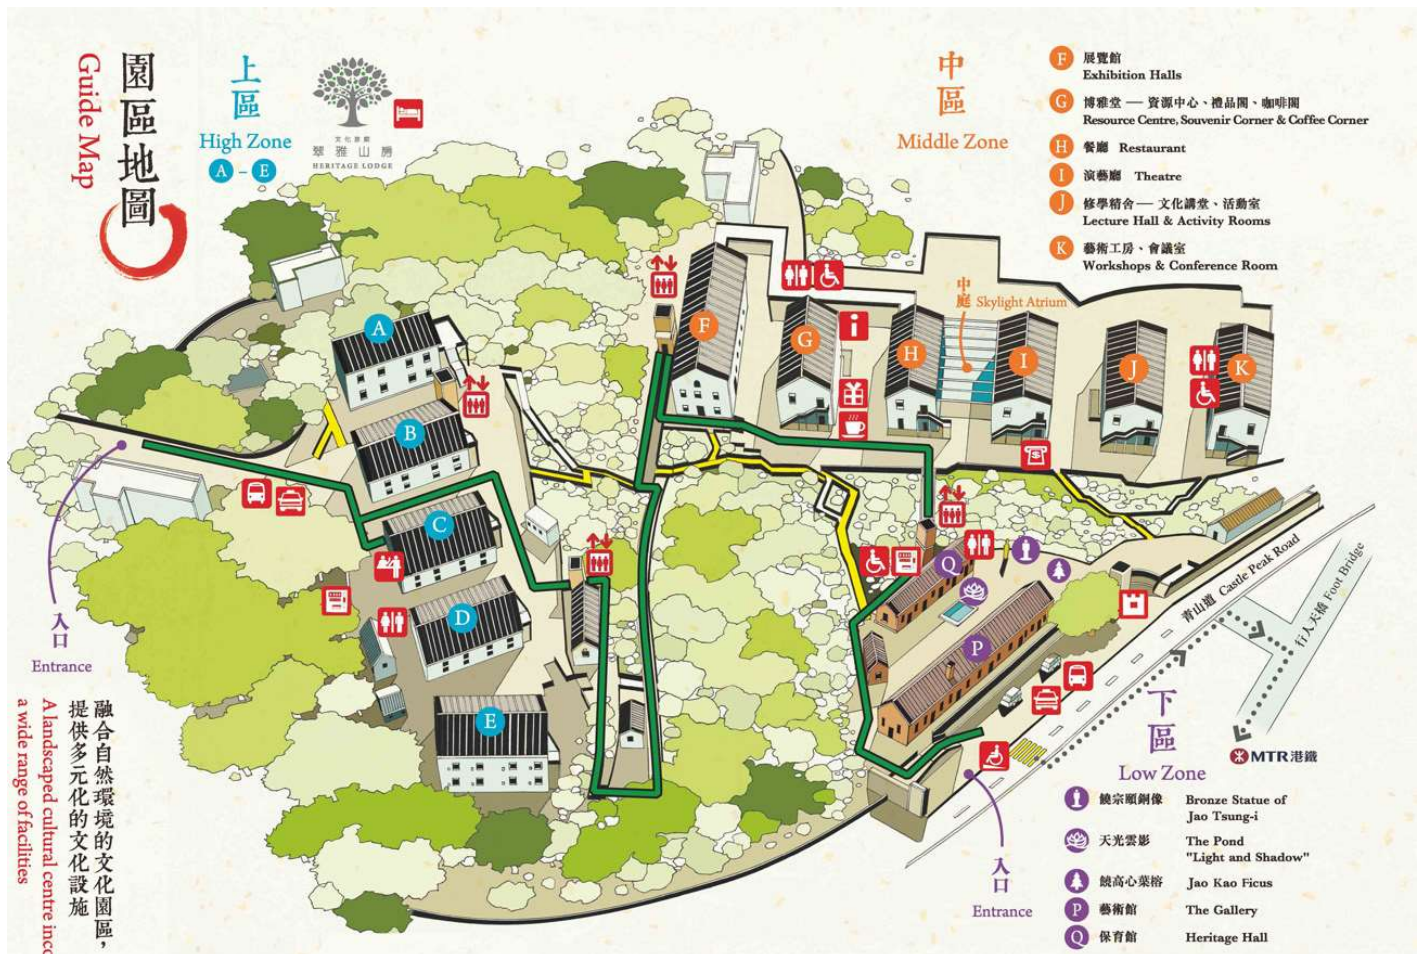 園區地圖
Guide Map
上區
High Zone
A – E
文化旅館
翠雅山房
HERITAGE LODGE
中區
Middle Zone
F 展覽館
Exhibition Halls
G 博雅堂 — 資源中心、禮品閣、咖啡閣
Resource Centre, Souvenir Corner & Coffee Corner
H 餐廳 Restaurant
I 演藝廳 Theatre
J 修學精舍— 文化講堂、活動室
Lecture Hall & Activity Rooms
K 藝術工房、會議室
Workshops & Conference Room
中庭 Skylight Atrium
A
B
C
D
E
F
G
H
I
J
K
i
Q
P
入口
Entrance
青山道 Castle Peak Road
行人天橋 Foot Bridge
MTR 港鐵
融合自然環境的文化園區，
提供多元化的文化設施
A landscaped cultural centre inco
a wide range of facilities
入口
Entrance
下區
Low Zone
饒宗頤銅像 Bronze Statue of
Jao Tsung-i
天光雲影 The Pond
"Light and Shadow"
饒高心葉榕 Jao Kao Ficus
P 藝術館 The Gallery
Q 保育館 Heritage Hall